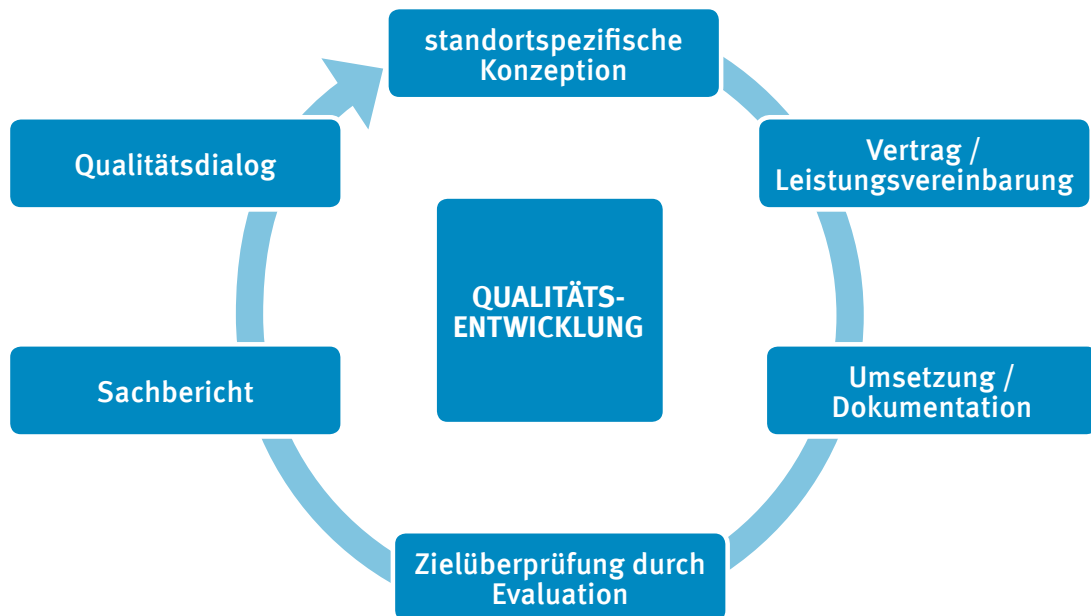 standortspezifische
Konzeption
Vertrag /
Leistungsvereinbarung
Umsetzung /
Dokumentation
Zielüberprüfung durch
Evaluation
Sachbericht
Qualitätsdialog
QUALITÄTS-
ENTWICKLUNG